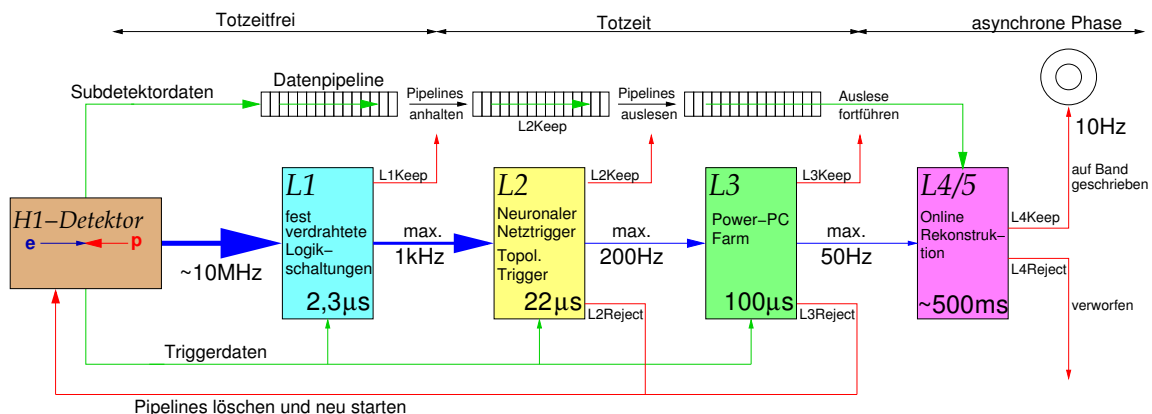 Totzeitfrei
Totzeit
asynchrone Phase
Subdetektordaten
Datenpipeline
Pipelines
anhalten
L2Keep
Pipelines
auslesen
Auslese
fortführen
10Hz
auf Band
geschrieben
H1−Detektor
e
p
~10MHz
L1
fest
verdrahtete
Logik−
schaltungen
2,3µs
L1Keep
max.
1kHz
L2
Neuronaler
Netztrigger
Topol.
Trigger
22µs
L2Keep
max.
200Hz
L2Reject
L3
Power−PC
Farm
100µs
L3Keep
max.
50Hz
L3Reject
L4/5
Online
Rekonstruk−
tion
~500ms
L4Keep
L4Reject
verworfen
Triggerdaten
Pipelines löschen und neu starten